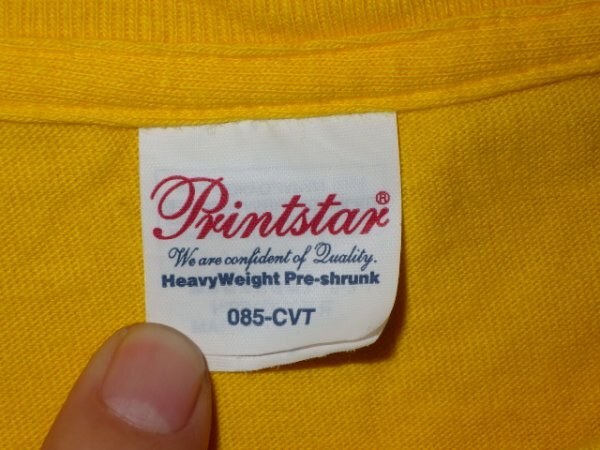 Printstar®
We are confident of Quality.
HeavyWeight Pre-shrunk
085-CVT